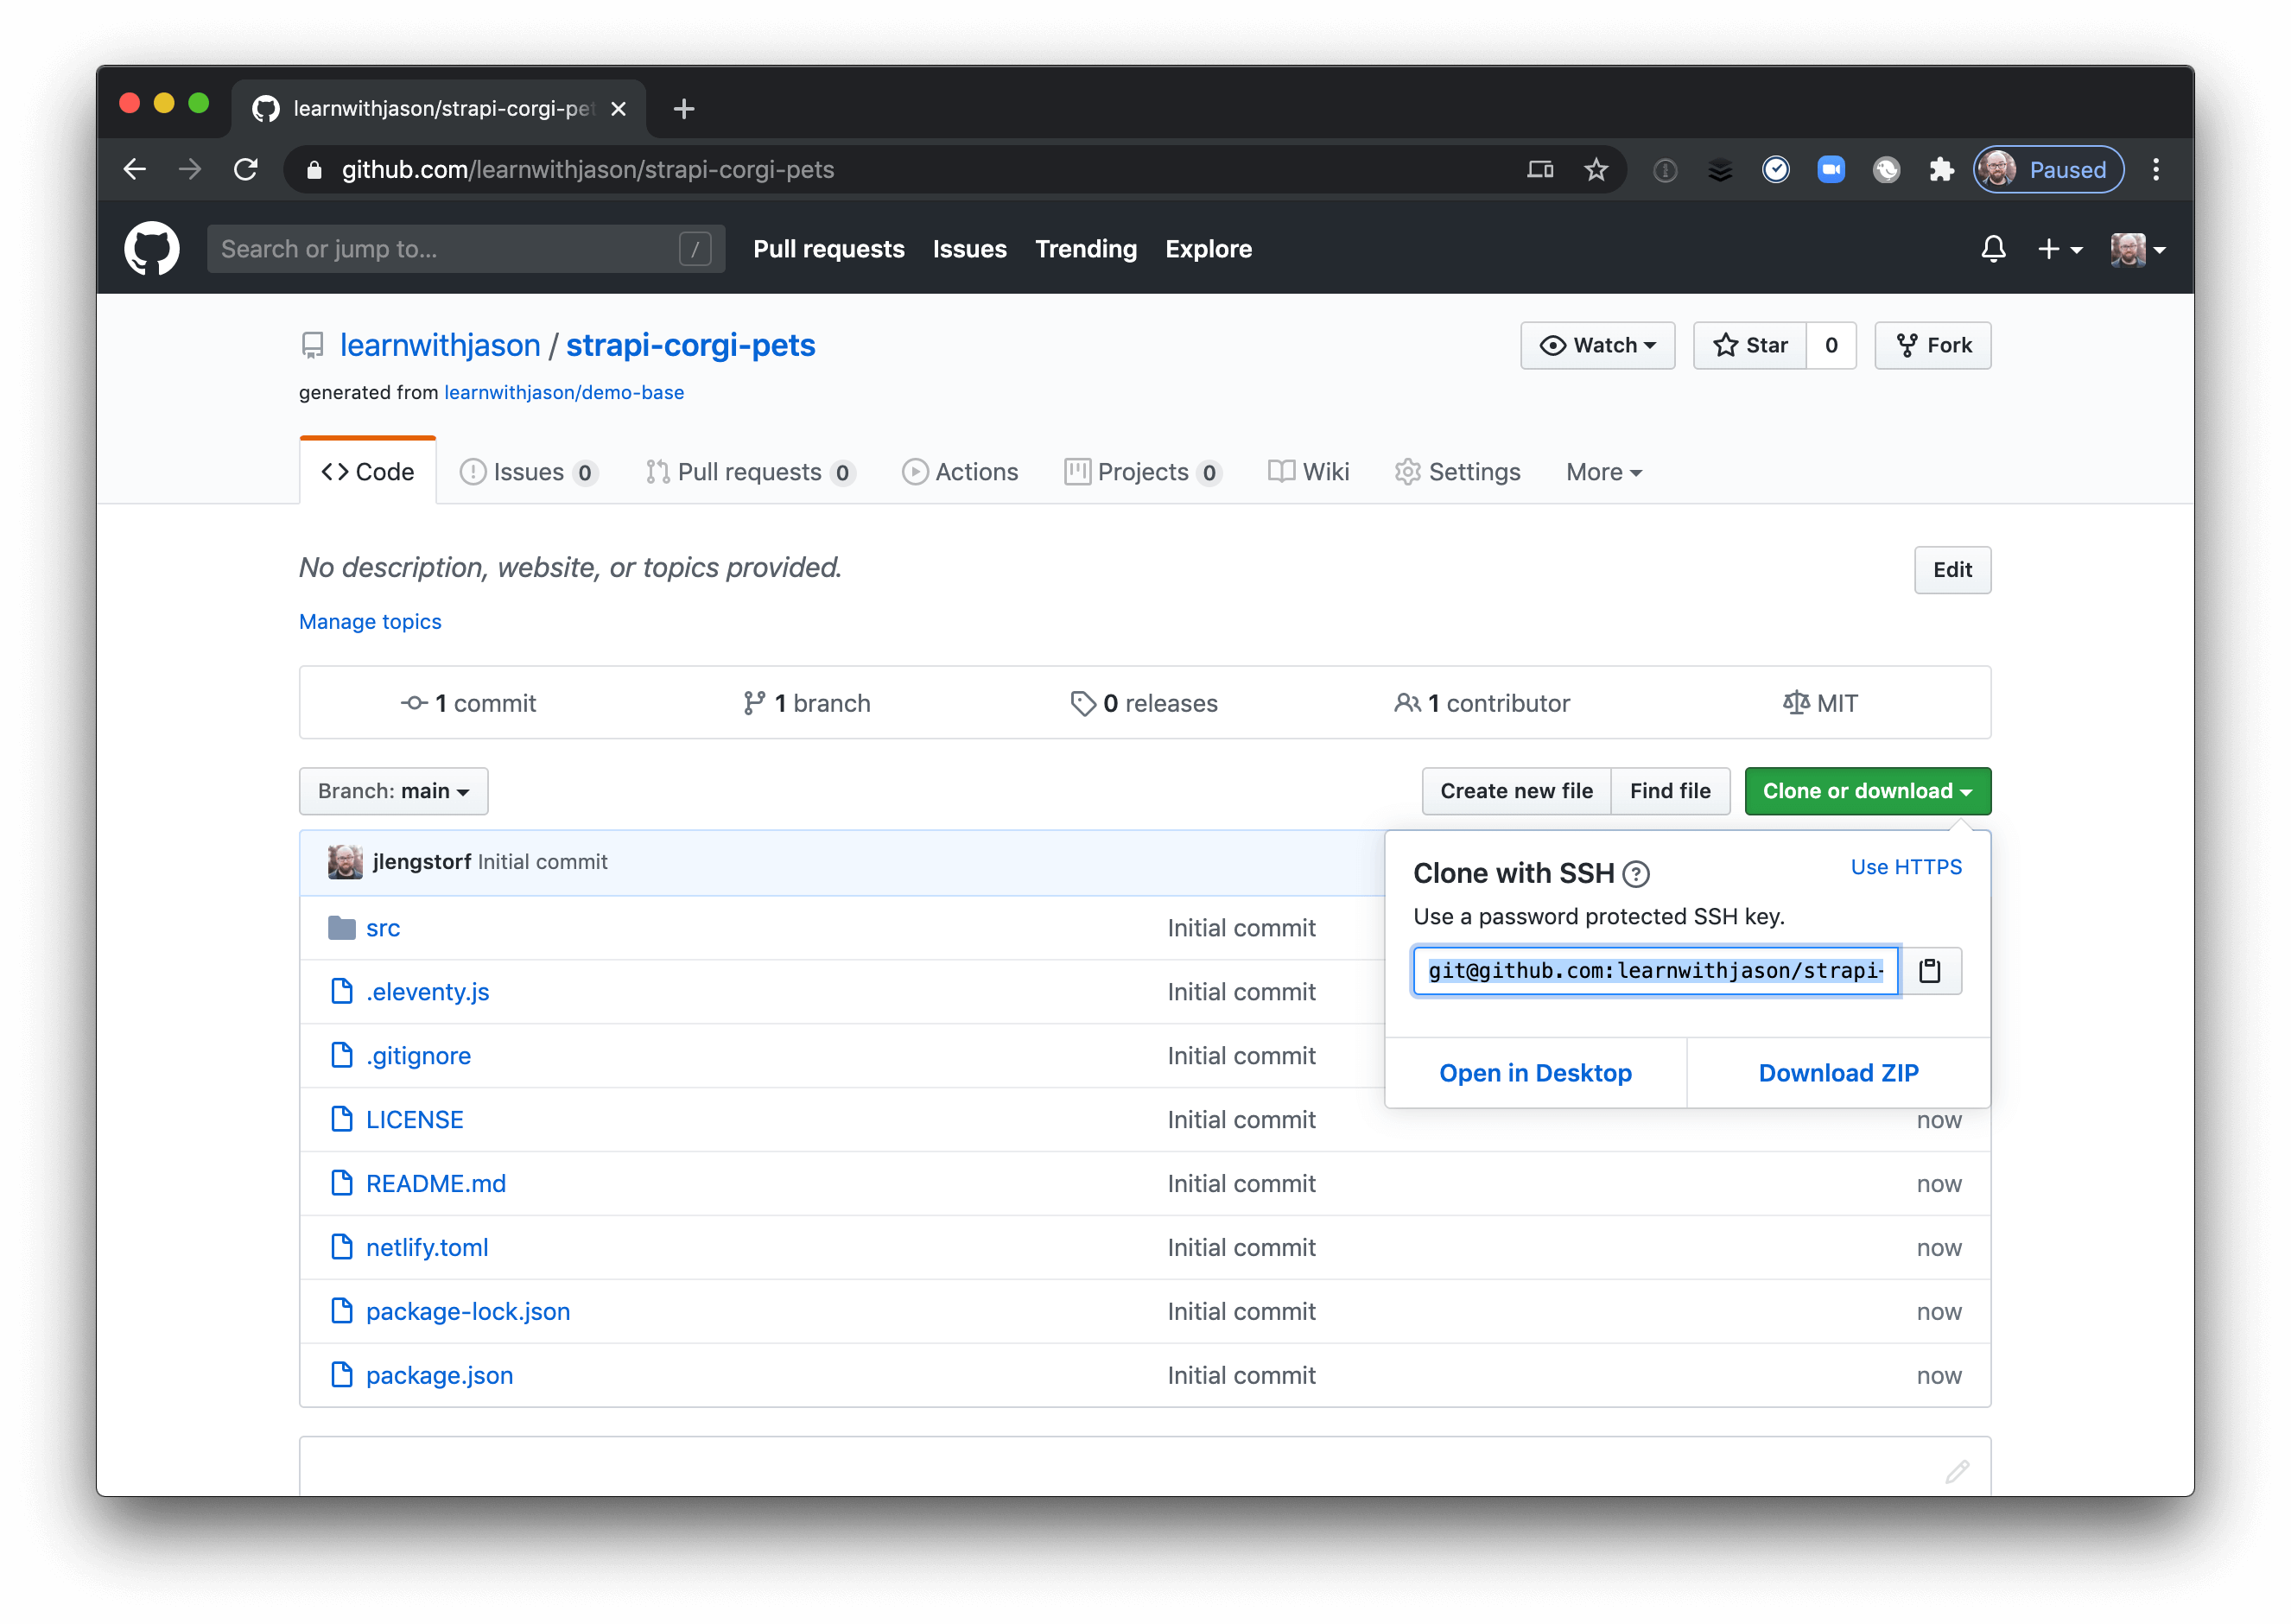 learnwithjason/strapi-corgi-pet
github.com/learnwithjason/strapi-corgi-pets
Paused
Search or jump to...
/
Pull requests Issues Trending Explore
learnwithjason / strapi-corgi-pets
Watch Star 0 Fork
generated from learnwithjason/demo-base
Code Issues 0 Pull requests 0 Actions Projects 0 Wiki Settings More
No description, website, or topics provided.
Edit
Manage topics
1 commit 1 branch 0 releases 1 contributor MIT
Branch: main Create new file Find file Clone or download
jlengstorf Initial commit
Clone with SSH ? Use HTTPS
Use a password protected SSH key.
git@github.com:learnwithjason/strapi-
Open in Desktop Download ZIP
src Initial commit
.eleventy.js Initial commit
.gitignore Initial commit
LICENSE Initial commit now
README.md Initial commit now
netlify.toml Initial commit now
package-lock.json Initial commit now
package.json Initial commit now